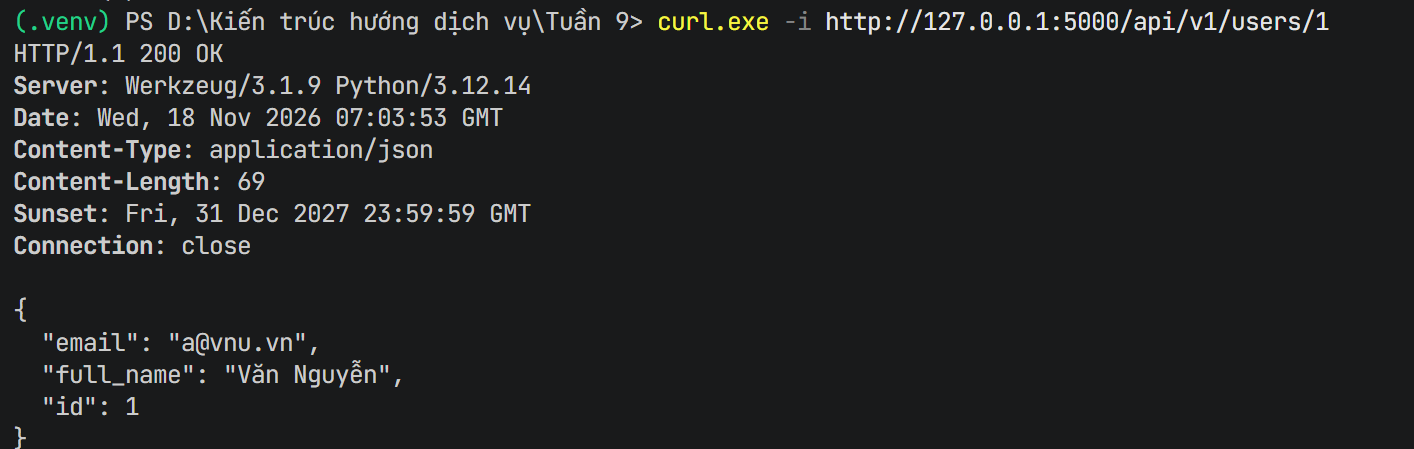 (.venv) PS D:\Kiến trúc hướng dịch vụ\Tuần 9> curl.exe -i http://127.0.0.1:5000/api/v1/users/1
HTTP/1.1 200 OK
Server: Werkzeug/3.1.9 Python/3.12.14
Date: Wed, 18 Nov 2026 07:03:53 GMT
Content-Type: application/json
Content-Length: 69
Sunset: Fri, 31 Dec 2027 23:59:59 GMT
Connection: close

{
  "email": "a@vnu.vn",
  "full_name": "Văn Nguyễn",
  "id": 1
}